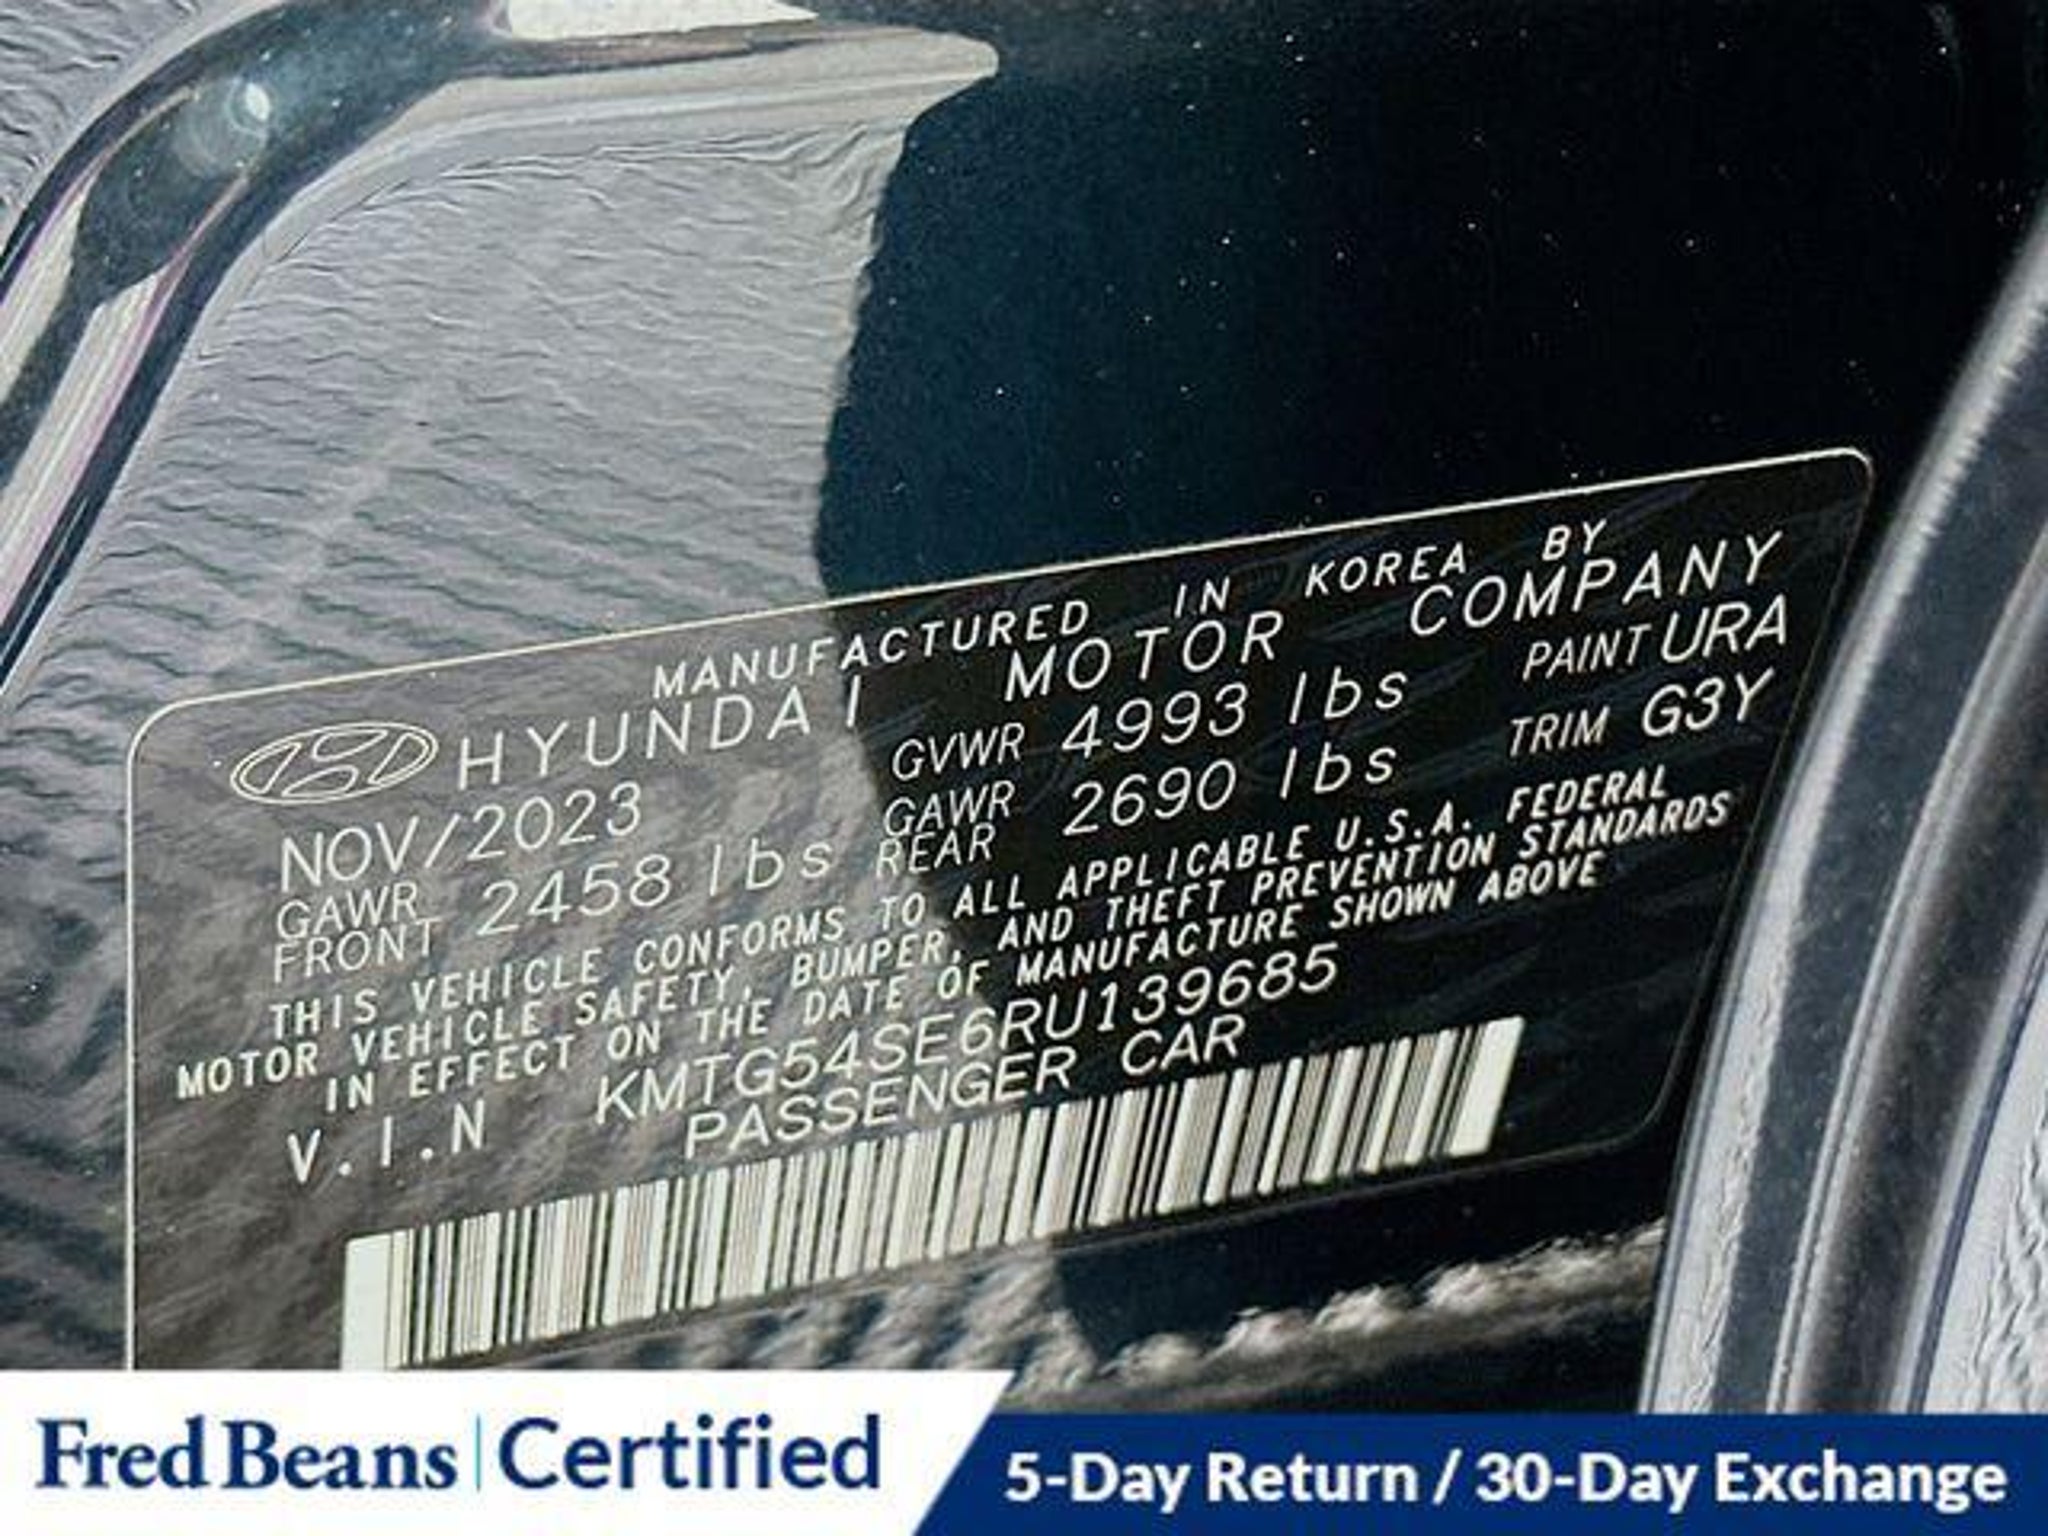 MANUFACTURED IN KOREA BY
HYUNDAI MOTOR COMPANY
NOV/2023 GVWR 4993 lbs PAINT URA
GAWR FRONT 2458 lbs GAWR REAR 2690 lbs TRIM G3Y
THIS VEHICLE CONFORMS TO ALL APPLICABLE U.S.A. FEDERAL
MOTOR VEHICLE SAFETY, BUMPER, AND THEFT PREVENTION STANDARDS
IN EFFECT ON THE DATE OF MANUFACTURE SHOWN ABOVE
V.I.N KMTG54SE6RU139685
PASSENGER CAR
Fred Beans | Certified
5-Day Return / 30-Day Exchange